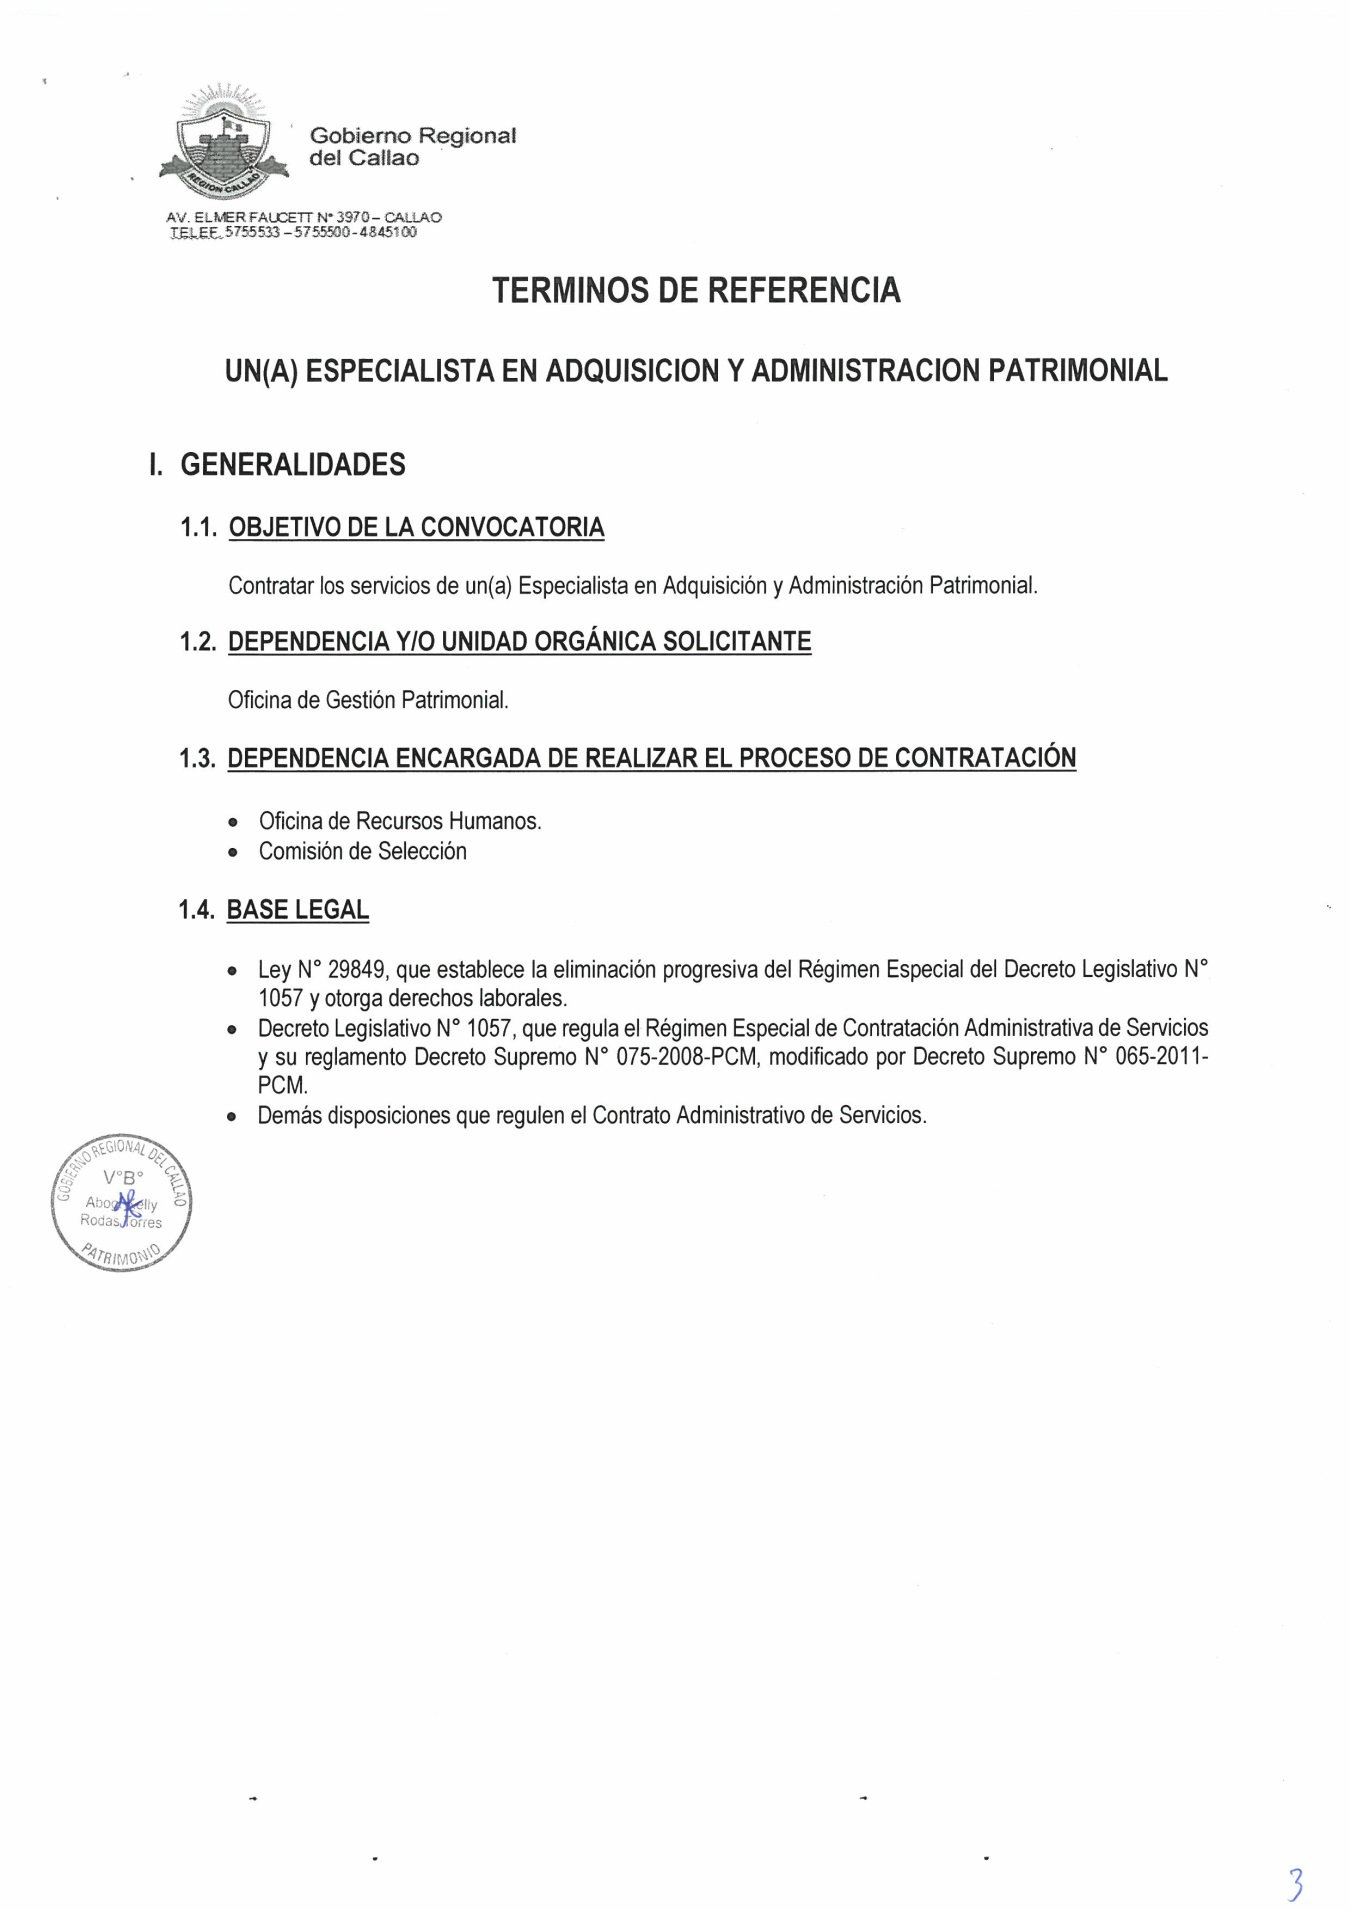 Gobierno Regional
del Callao
REGION CALLAO
AV. ELMER FAUCETT N° 3970 – CALLAO
TELEF. 5755533 – 5755500 - 4845100
TERMINOS DE REFERENCIA
UN(A) ESPECIALISTA EN ADQUISICION Y ADMINISTRACION PATRIMONIAL
I. GENERALIDADES
1.1. OBJETIVO DE LA CONVOCATORIA
Contratar los servicios de un(a) Especialista en Adquisición y Administración Patrimonial.
1.2. DEPENDENCIA Y/O UNIDAD ORGÁNICA SOLICITANTE
Oficina de Gestión Patrimonial.
1.3. DEPENDENCIA ENCARGADA DE REALIZAR EL PROCESO DE CONTRATACIÓN
• Oficina de Recursos Humanos.
• Comisión de Selección
1.4. BASE LEGAL
• Ley N° 29849, que establece la eliminación progresiva del Régimen Especial del Decreto Legislativo N°
1057 y otorga derechos laborales.
• Decreto Legislativo N° 1057, que regula el Régimen Especial de Contratación Administrativa de Servicios
y su reglamento Decreto Supremo N° 075-2008-PCM, modificado por Decreto Supremo N° 065-2011-
PCM.
• Demás disposiciones que regulen el Contrato Administrativo de Servicios.
GOBIERNO REGIONAL DEL CALLAO
V°B°
Rodas Torres
PATRIMONIO
3